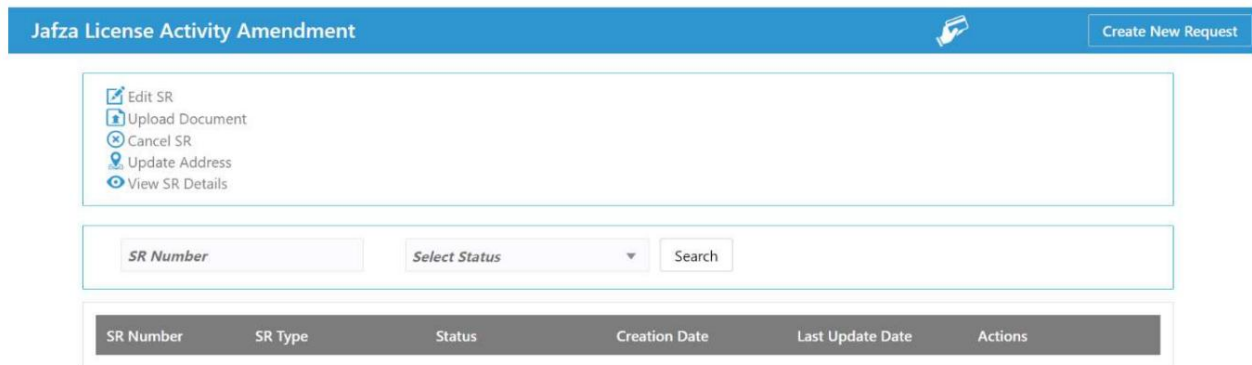 Jafza License Activity Amendment Create New Request
Edit SR
Upload Document
Cancel SR
Update Address
View SR Details
SR Number Select Status Search
SR Number SR Type Status Creation Date Last Update Date Actions